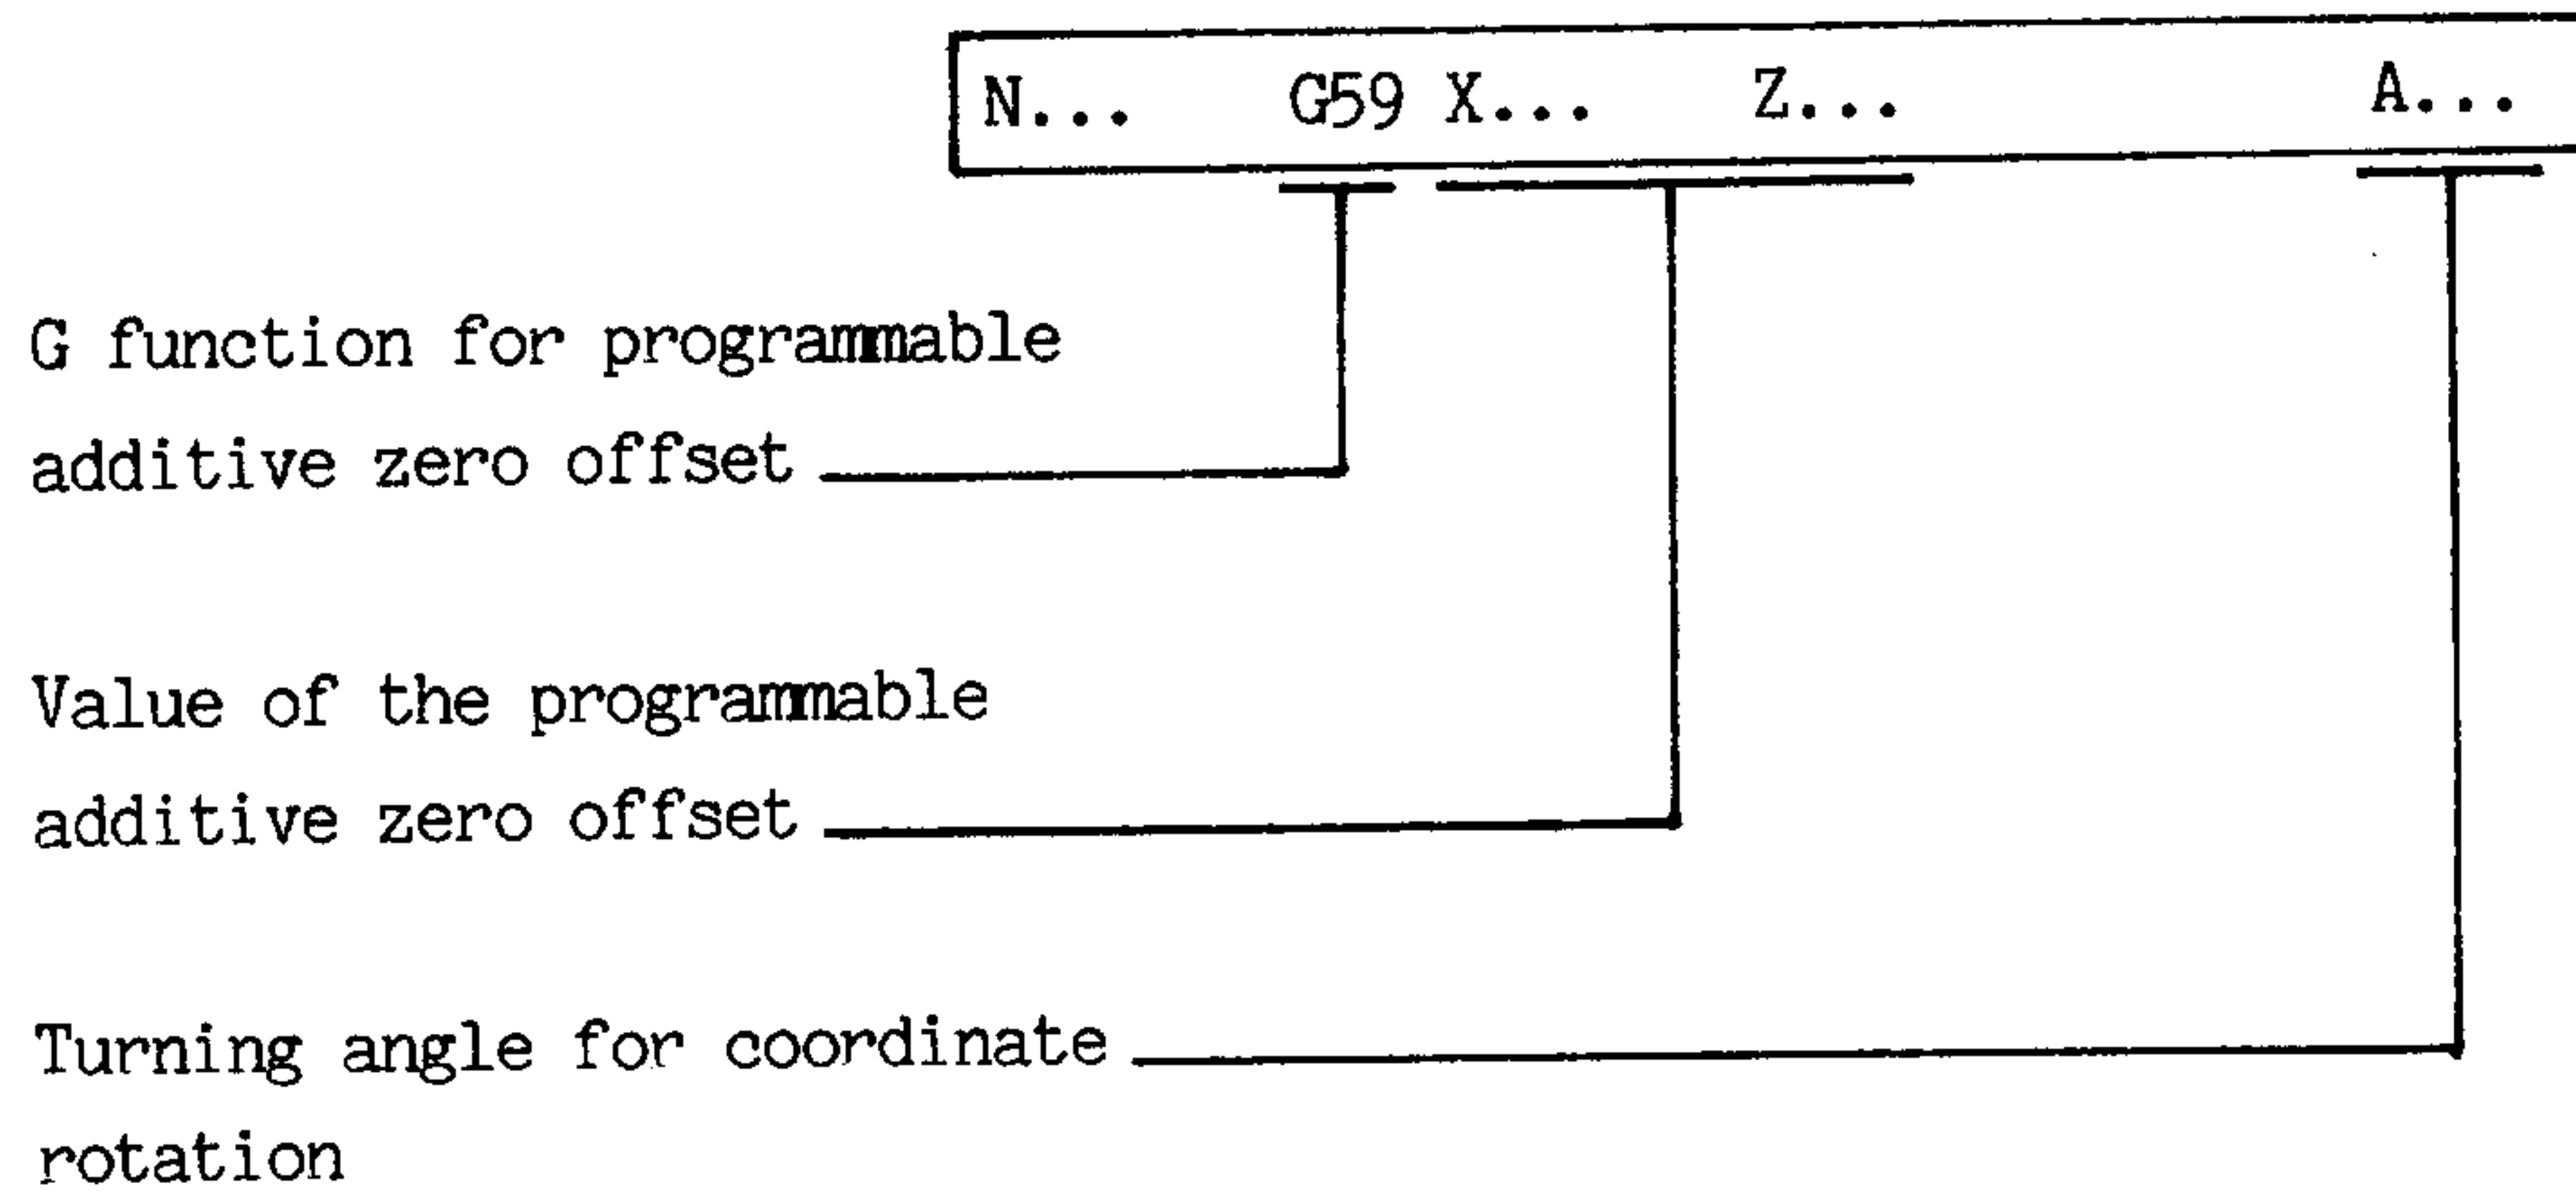 N... G59 X... Z... A...
G function for programmable
additive zero offset
Value of the programmable
additive zero offset
Turning angle for coordinate
rotation